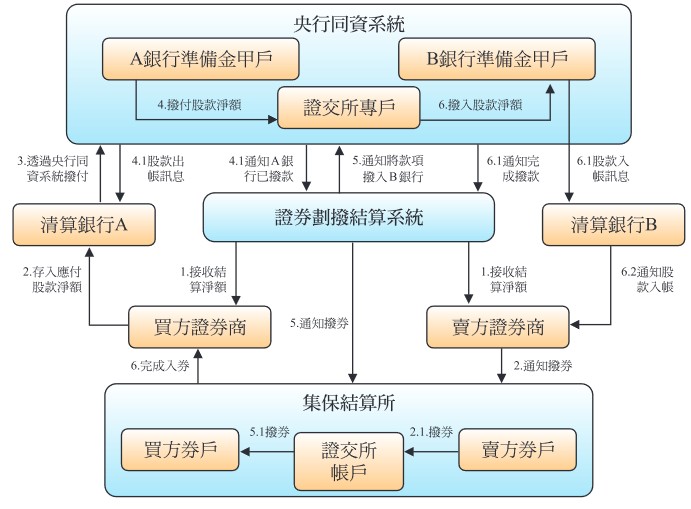 央行同資系統
A銀行準備金甲戶
B銀行準備金甲戶
證交所專戶
4.撥付股款淨額
6.撥入股款淨額
3.透過央行同
資系統撥付
4.1股款出
帳訊息
4.1通知A銀
行已撥款
5.通知將款項
撥入B銀行
6.1通知完
成撥款
6.1股款入
帳訊息
清算銀行A
證券劃撥結算系統
清算銀行B
2.存入應付
股款淨額
1.接收結
算淨額
1.接收結
算淨額
6.2通知股
款入帳
買方證券商
5.通知撥券
賣方證券商
6.完成入券
2.通知撥券
集保結算所
買方券戶
5.1撥券
證交所
帳戶
2.1.撥券
賣方券戶